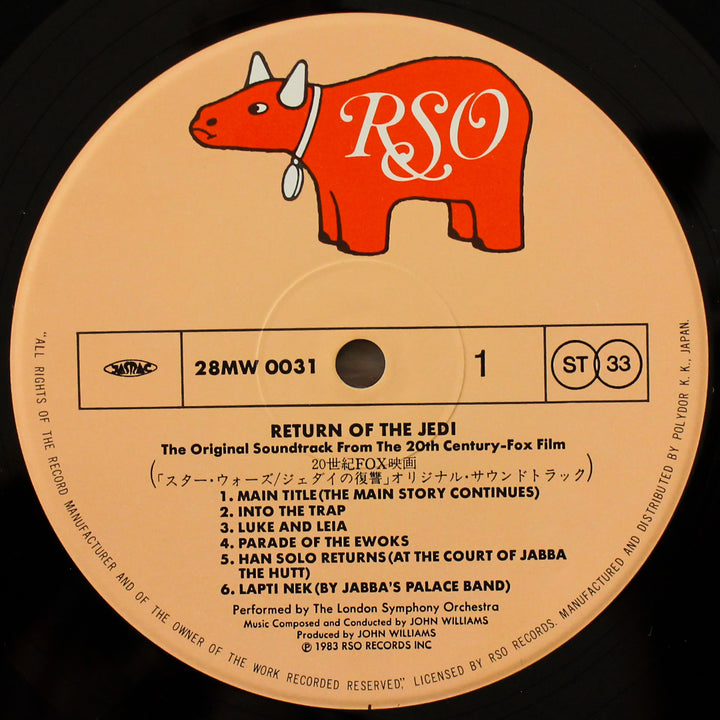 RSO
JASRAC
28MW 0031
1
ST 33
RETURN OF THE JEDI
The Original Soundtrack From The 20th Century-Fox Film
(20世紀FOX映画
「スター・ウォーズ/ジェダイの復讐」オリジナル・サウンドトラック)
1. MAIN TITLE (THE MAIN STORY CONTINUES)
2. INTO THE TRAP
3. LUKE AND LEIA
4. PARADE OF THE EWOKS
5. HAN SOLO RETURNS (AT THE COURT OF JABBA
THE HUTT)
6. LAPTI NEK (BY JABBA'S PALACE BAND)
Performed by The London Symphony Orchestra
Music Composed and Conducted by JOHN WILLIAMS
Produced by JOHN WILLIAMS
℗ 1983 RSO RECORDS INC
"ALL RIGHTS OF THE RECORD MANUFACTURER AND OF THE OWNER OF THE WORK RECORDED RESERVED," LICENSED BY RSO RECORDS. MANUFACTURED AND DISTRIBUTED BY POLYDOR K. K., JAPAN.